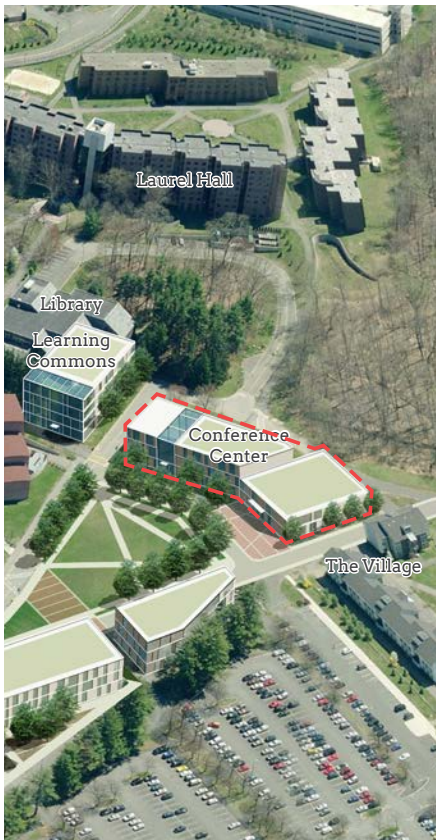 Laurel Hall
Library
Learning
Commons
Conference
Center
The Village